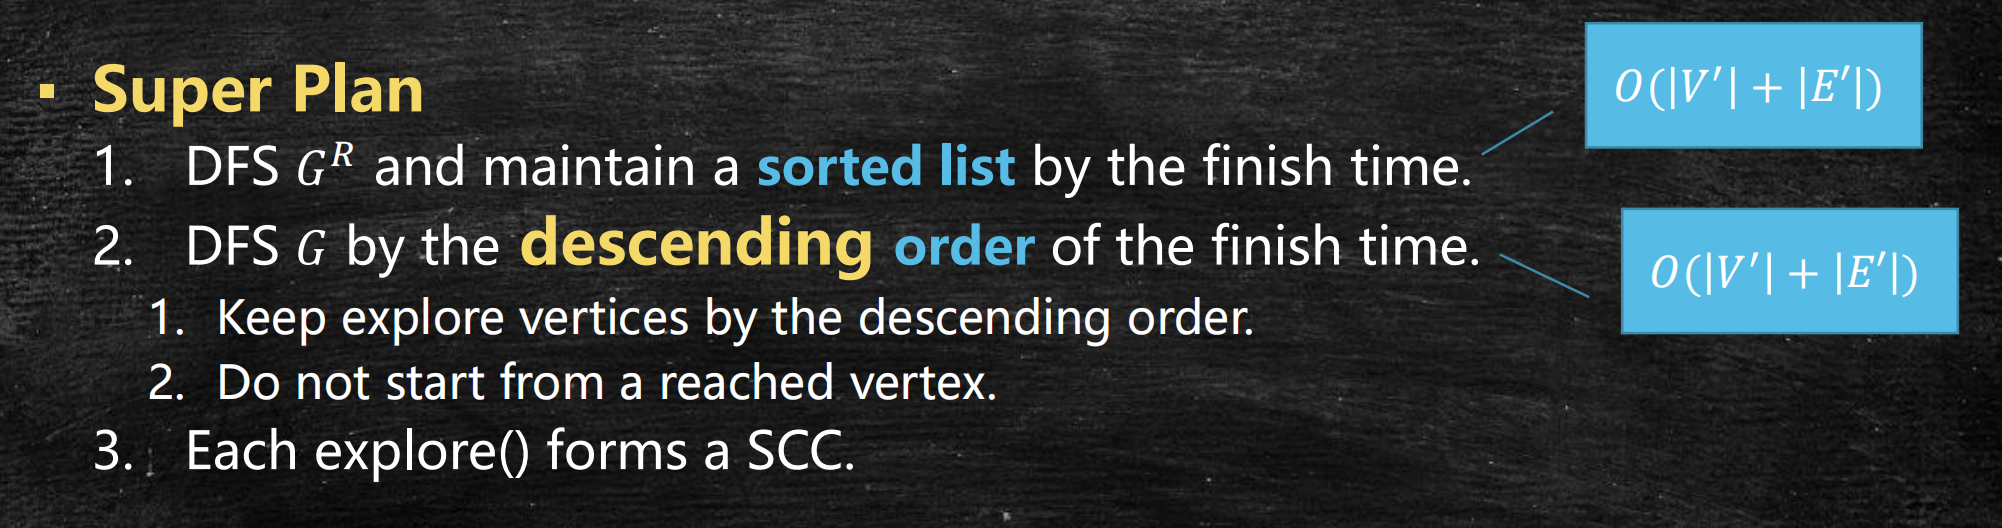 ▪ Super Plan
O(|V′| + |E′|)
1. DFS Gᴿ and maintain a sorted list by the finish time.
2. DFS G by the descending order of the finish time.
O(|V′| + |E′|)
1. Keep explore vertices by the descending order.
2. Do not start from a reached vertex.
3. Each explore() forms a SCC.